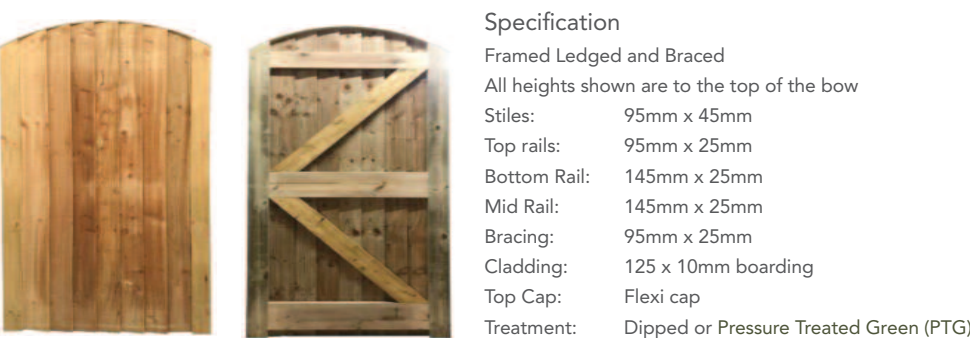 Specification
Framed Ledged and Braced
All heights shown are to the top of the bow
Stiles: 95mm x 45mm
Top rails: 95mm x 25mm
Bottom Rail: 145mm x 25mm
Mid Rail: 145mm x 25mm
Bracing: 95mm x 25mm
Cladding: 125 x 10mm boarding
Top Cap: Flexi cap
Treatment: Dipped or Pressure Treated Green (PTG)